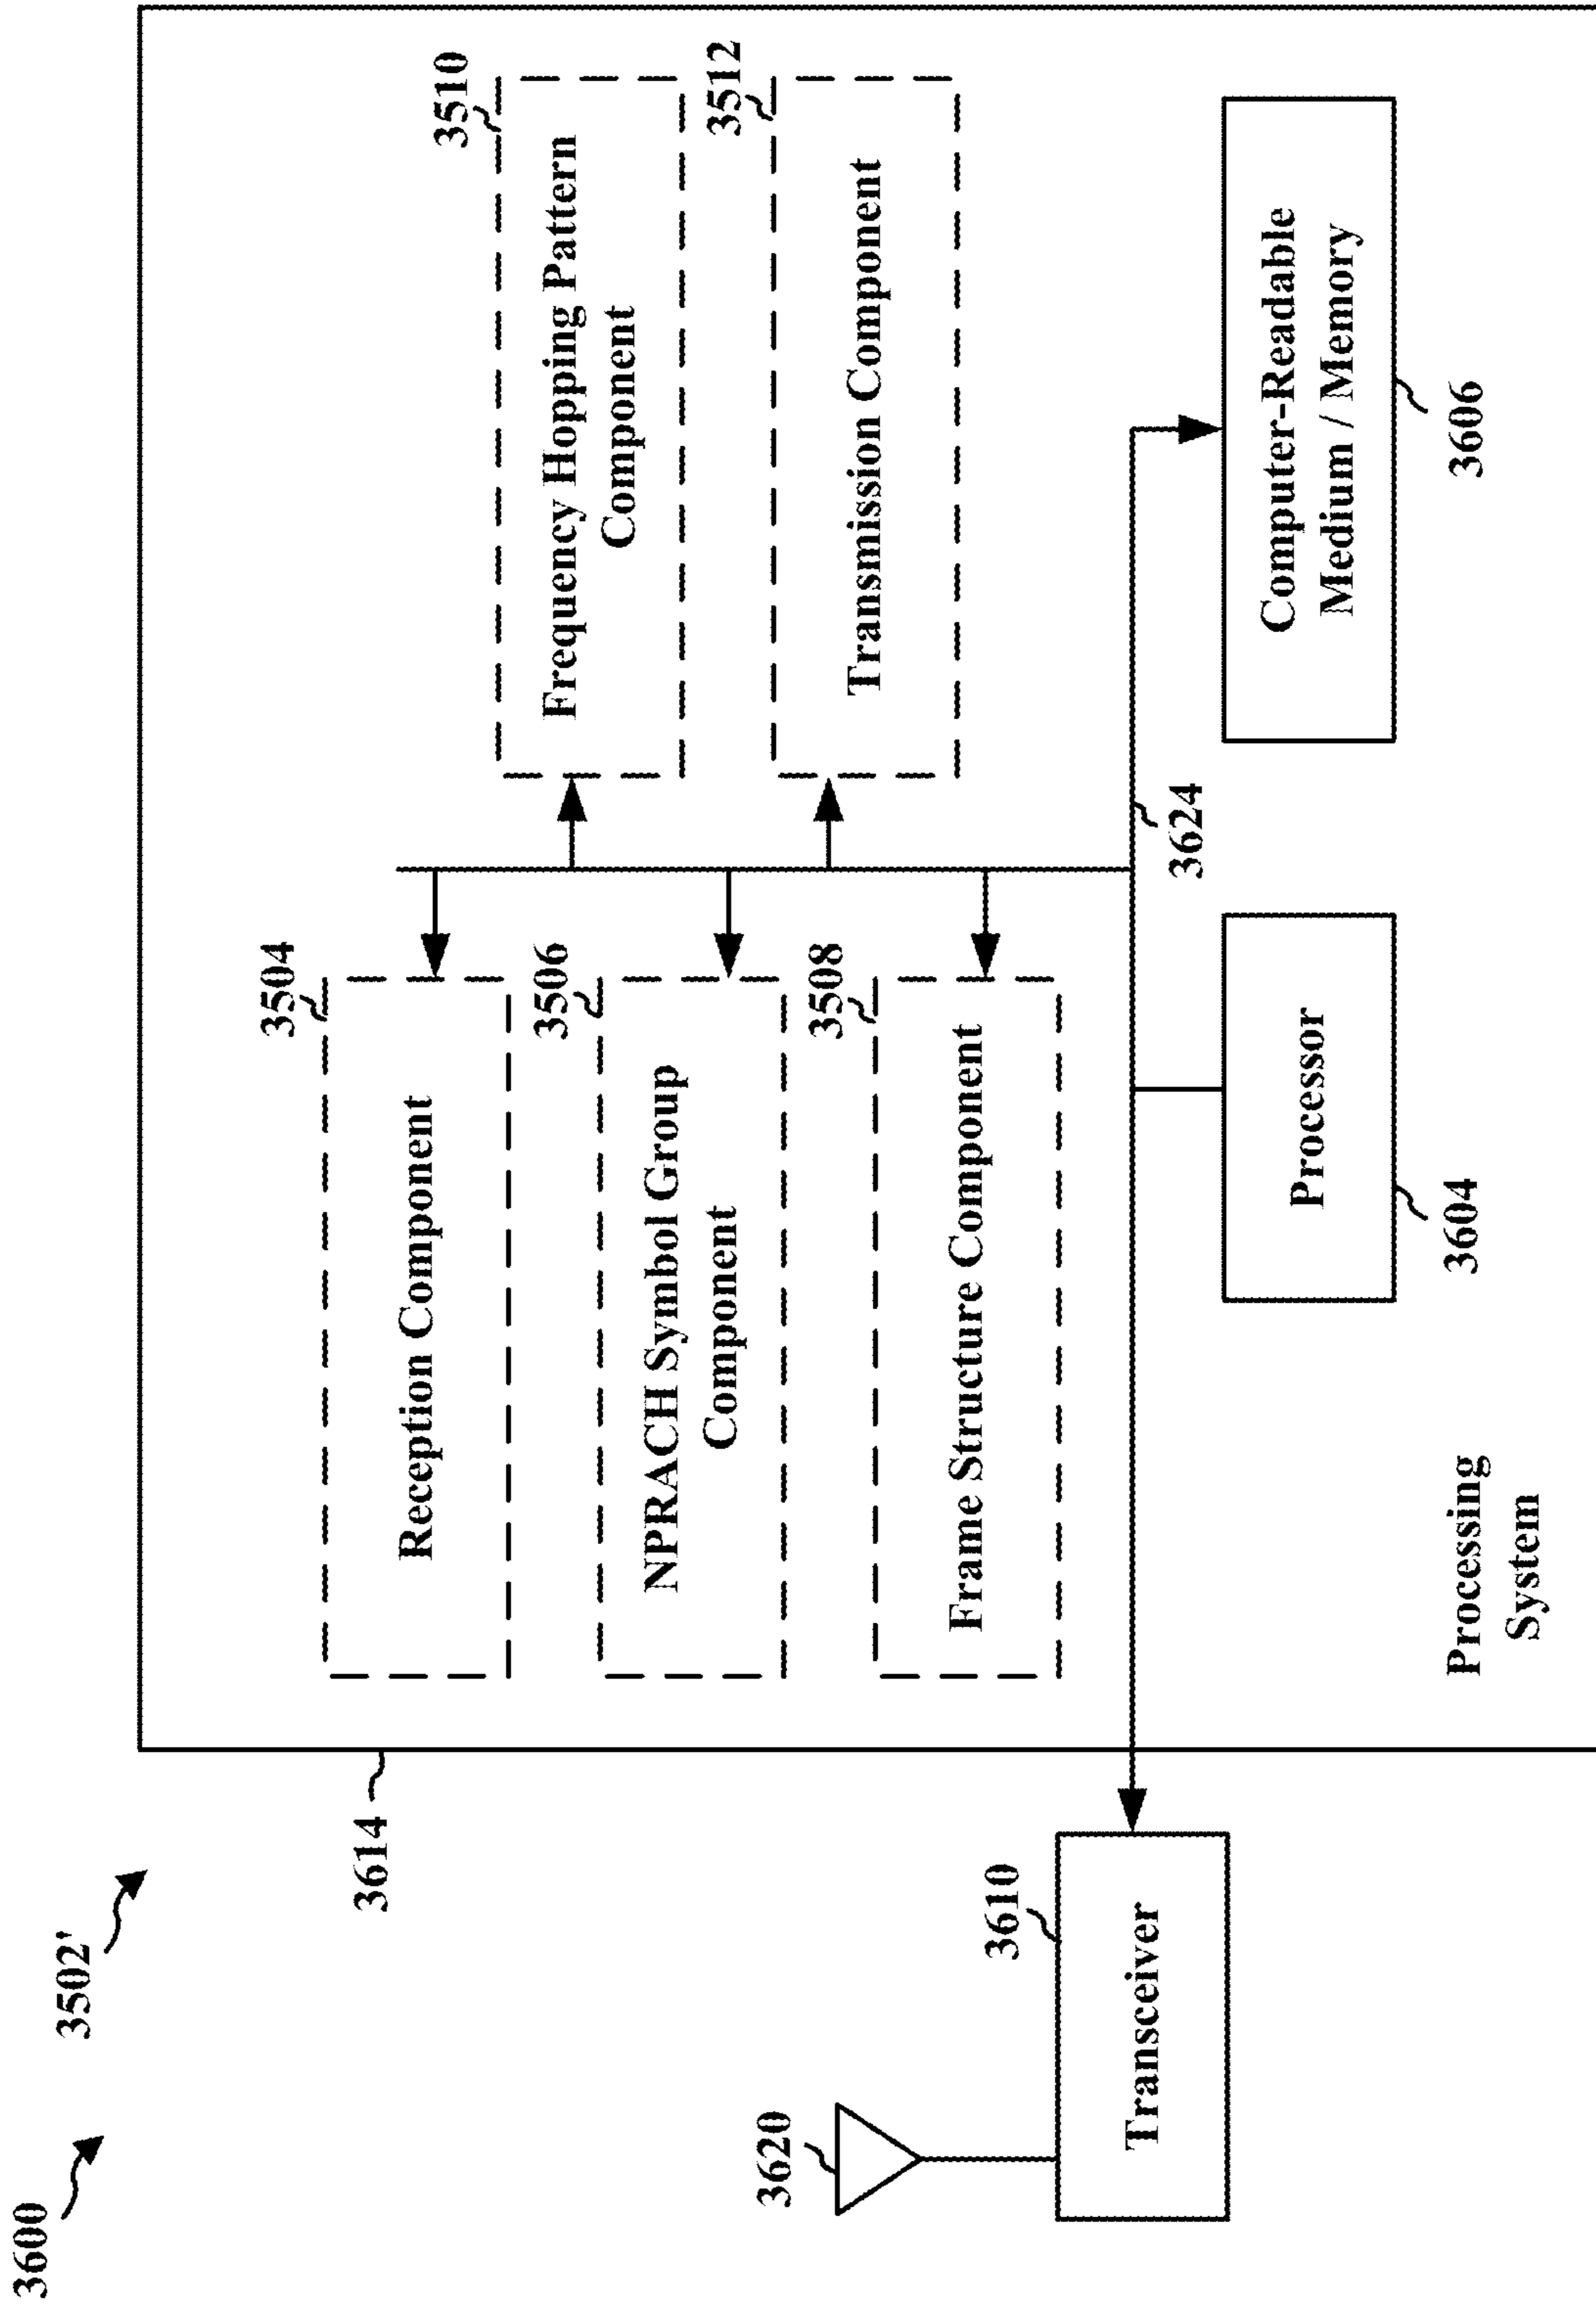 3600
3502'
3614
3504
Reception Component
3510
Frequency Hopping Pattern
Component
3506
NPRACH Symbol Group
Component
3512
Transmission Component
3508
Frame Structure Component
3620
3610
Transceiver
3624
Processor
3604
Computer-Readable
Medium / Memory
3606
Processing
System